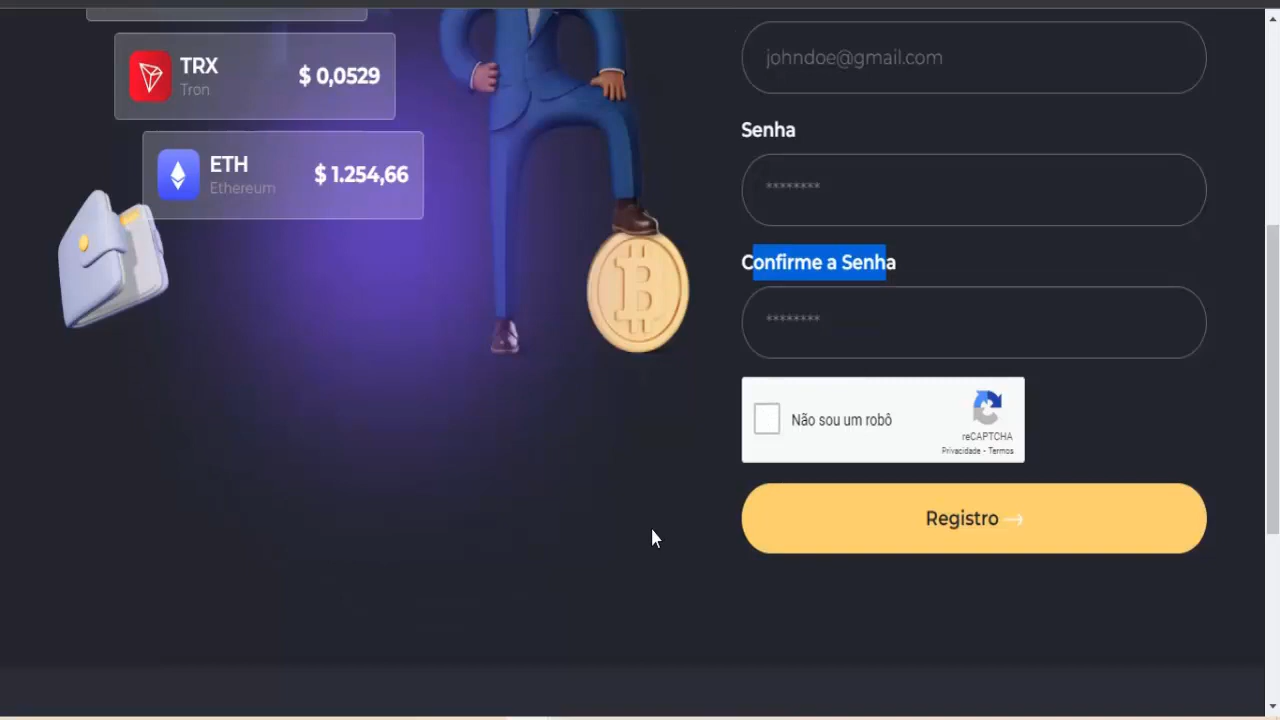 TRX
Tron
$ 0,0529
ETH
Ethereum
$ 1.254,66
johndoe@gmail.com
Senha
********
Confirme a Senha
********
Não sou um robô
reCAPTCHA
Privacidade - Termos
Registro →